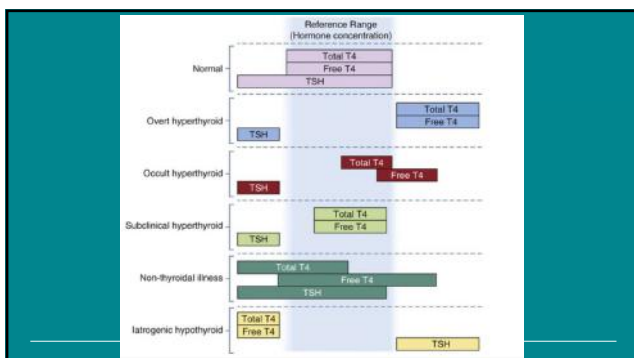 Reference Range
(Hormone concentration)
Normal
Total T4
Free T4
TSH
Overt hyperthyroid
Total T4
Free T4
TSH
Occult hyperthyroid
Total T4
Free T4
TSH
Subclinical hyperthyroid
Total T4
Free T4
TSH
Non-thyroidal illness
Total T4
Free T4
TSH
Iatrogenic hypothyroid
Total T4
Free T4
TSH